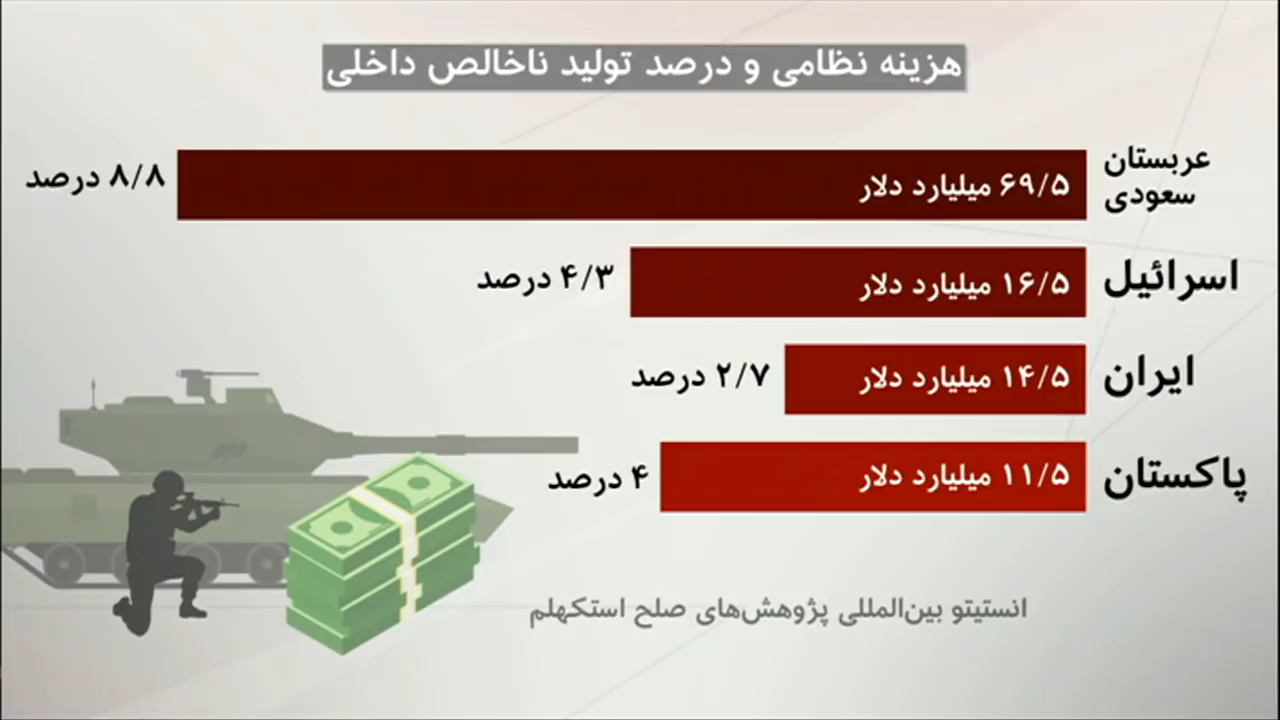 هزینه نظامی و درصد تولید ناخالص داخلی
عربستان
سعودی
۶۹/۵ میلیارد دلار
۸/۸ درصد
اسرائیل
۱۶/۵ میلیارد دلار
۴/۳ درصد
ایران
۱۴/۵ میلیارد دلار
۲/۷ درصد
پاکستان
۱۱/۵ میلیارد دلار
۴ درصد
انستیتو بین‌المللی پژوهش‌های صلح استکهلم